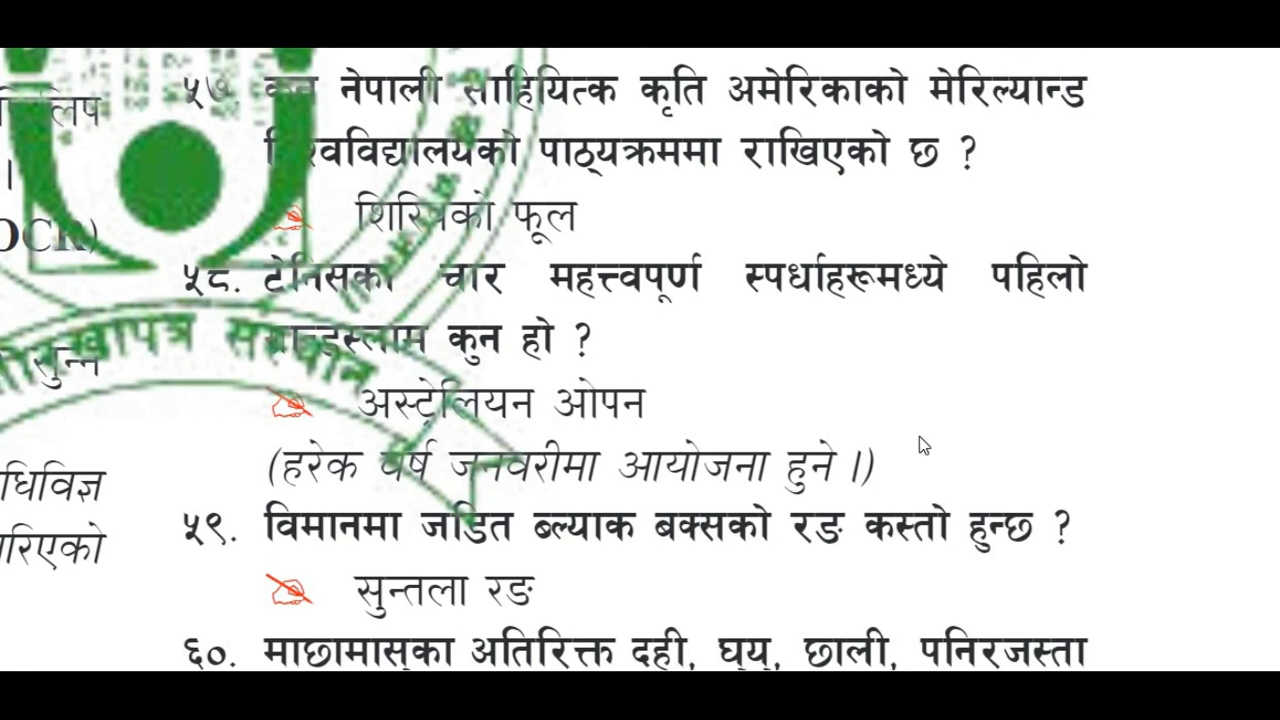 लिप
।
OCR)
सुन्न
धिविज्ञ
रिएको
५७ कुन नेपाली साहियित्क कृति अमेरिकाको मेरिल्यान्ड
विश्वविद्यालयको पाठ्यक्रममा राखिएको छ ?
शिरिषको फूल
५८. टेनिसका चार महत्त्वपूर्ण स्पर्धाहरूमध्ये पहिलो
ग्रान्डस्लाम कुन हो ?
अस्ट्रेलियन ओपन
(हरेक वर्ष जनवरीमा आयोजना हुने ।)
५९. विमानमा जडित ब्ल्याक बक्सको रङ कस्तो हुन्छ ?
सुन्तला रङ
६०. माछामासुका अतिरिक्त दही, घ्यू, छाली, पनिरजस्ता
संस्थान